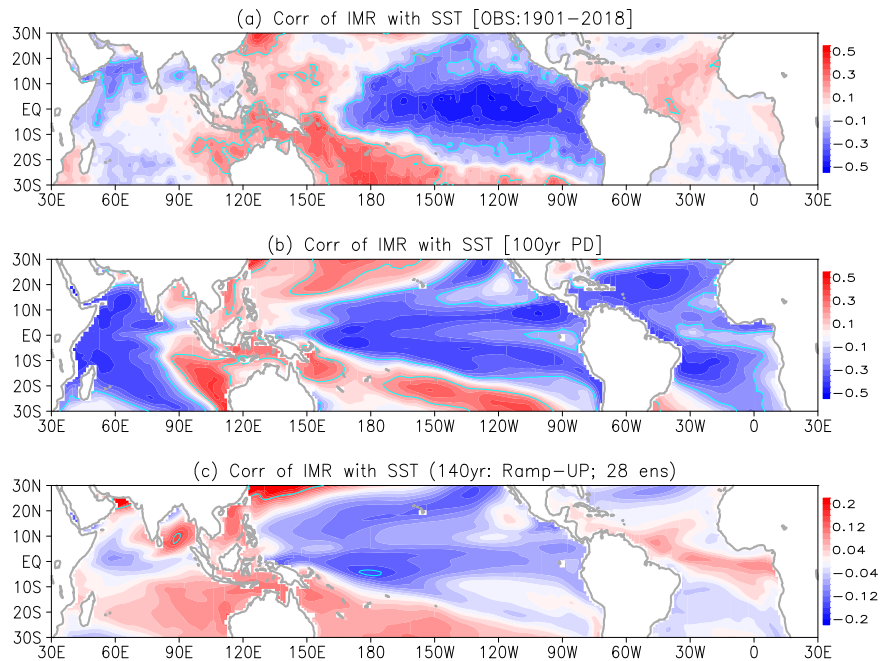 (a) Corr of IMR with SST [OBS:1901−2018]
30N
20N
10N
EQ
10S
20S
30S
30E 60E 90E 120E 150E 180 150W 120W 90W 60W 30W 0 30E
0.5
0.3
0.1
−0.1
−0.3
−0.5
(b) Corr of IMR with SST [100yr PD]
30N
20N
10N
EQ
10S
20S
30S
30E 60E 90E 120E 150E 180 150W 120W 90W 60W 30W 0 30E
0.5
0.3
0.1
−0.1
−0.3
−0.5
(c) Corr of IMR with SST (140yr: Ramp−UP; 28 ens)
30N
20N
10N
EQ
10S
20S
30S
30E 60E 90E 120E 150E 180 150W 120W 90W 60W 30W 0 30E
0.2
0.12
0.04
−0.04
−0.12
−0.2